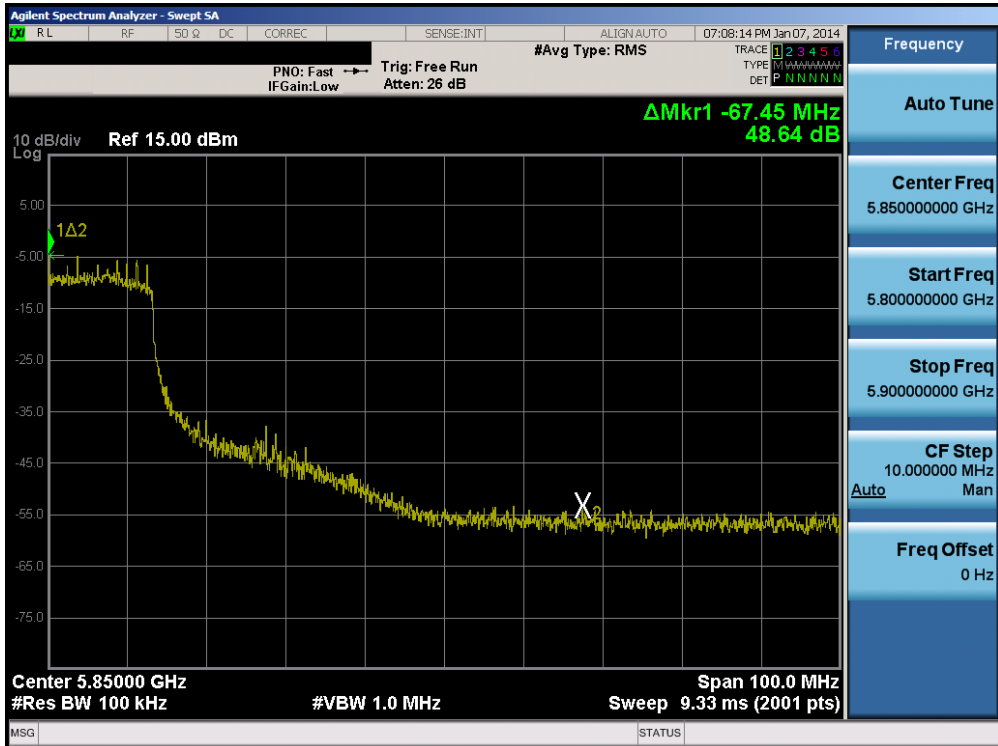 Agilent Spectrum Analyzer - Swept SA
LXI RL RF 50 Ω DC CORREC SENSE:INT ALIGN AUTO 07:08:14 PM Jan 07, 2014
PNO: Fast
IFGain:Low
Trig: Free Run
Atten: 26 dB
#Avg Type: RMS
TRACE 1 2 3 4 5 6
TYPE M
DET P N N N N N
ΔMkr1 -67.45 MHz
48.64 dB
10 dB/div Ref 15.00 dBm
Log
5.00
1Δ2
-5.00
-15.0
-25.0
-35.0
-45.0
-55.0
2
-65.0
-75.0
Center 5.85000 GHz Span 100.0 MHz
#Res BW 100 kHz #VBW 1.0 MHz Sweep 9.33 ms (2001 pts)
MSG STATUS
Frequency
Auto Tune
Center Freq
5.850000000 GHz
Start Freq
5.800000000 GHz
Stop Freq
5.900000000 GHz
CF Step
10.000000 MHz
Auto Man
Freq Offset
0 Hz